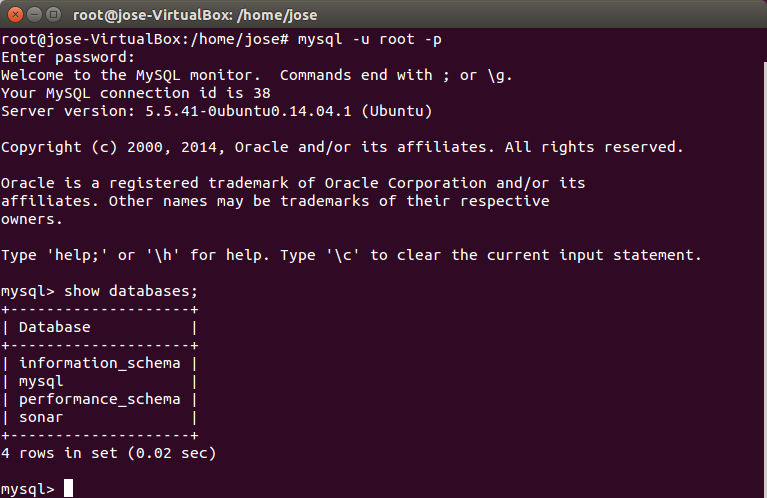 root@jose-VirtualBox: /home/jose
root@jose-VirtualBox:/home/jose# mysql -u root -p
Enter password:
Welcome to the MySQL monitor.  Commands end with ; or \g.
Your MySQL connection id is 38
Server version: 5.5.41-0ubuntu0.14.04.1 (Ubuntu)

Copyright (c) 2000, 2014, Oracle and/or its affiliates. All rights reserved.

Oracle is a registered trademark of Oracle Corporation and/or its
affiliates. Other names may be trademarks of their respective
owners.

Type 'help;' or '\h' for help. Type '\c' to clear the current input statement.

mysql> show databases;
+--------------------+
| Database           |
+--------------------+
| information_schema |
| mysql              |
| performance_schema |
| sonar              |
+--------------------+
4 rows in set (0.02 sec)

mysql>